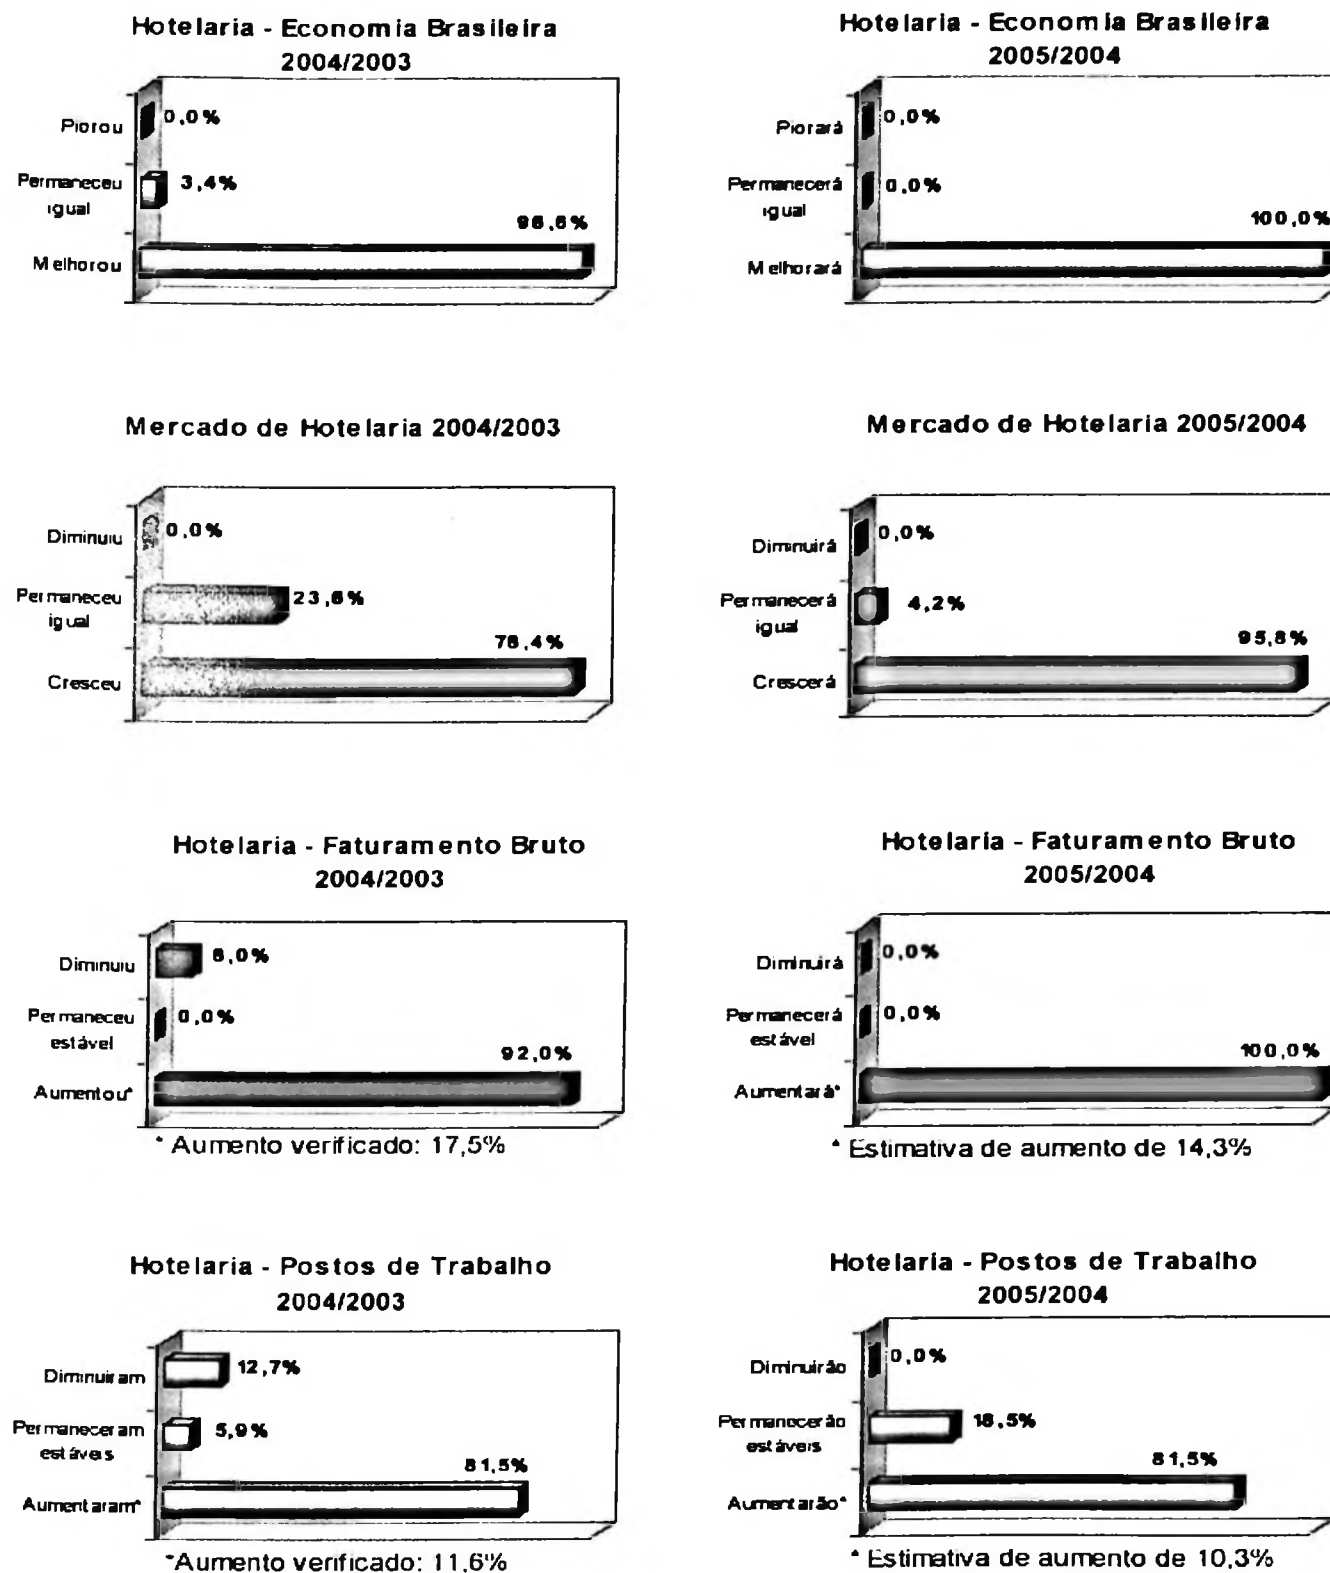 Hotelaria - Economia Brasileira
2004/2003
Piorou
0,0%
Permaneceu
igual
3,4%
96,6%
Melhorou
Hotelaria - Economia Brasileira
2005/2004
Piorará
0,0%
Permanecerá
igual
0,0%
100,0%
Melhorará
Mercado de Hotelaria 2004/2003
Diminuiu
0,0%
Permaneceu
igual
23,6%
76,4%
Cresceu
Mercado de Hotelaria 2005/2004
Diminuirá
0,0%
Permanecerá
igual
4,2%
95,8%
Crescerá
Hotelaria - Faturamento Bruto
2004/2003
Diminuiu
8,0%
Permaneceu
estável
0,0%
92,0%
Aumentou*
* Aumento verificado: 17,5%
Hotelaria - Faturamento Bruto
2005/2004
Diminuirá
0,0%
Permanecerá
estável
0,0%
100,0%
Aumentará*
* Estimativa de aumento de 14,3%
Hotelaria - Postos de Trabalho
2004/2003
Diminuiram
12,7%
Permaneceram
estáveis
5,9%
81,5%
Aumentaram*
*Aumento verificado: 11,6%
Hotelaria - Postos de Trabalho
2005/2004
Diminuirão
0,0%
Permanecerão
estáveis
18,5%
81,5%
Aumentarão*
* Estimativa de aumento de 10,3%